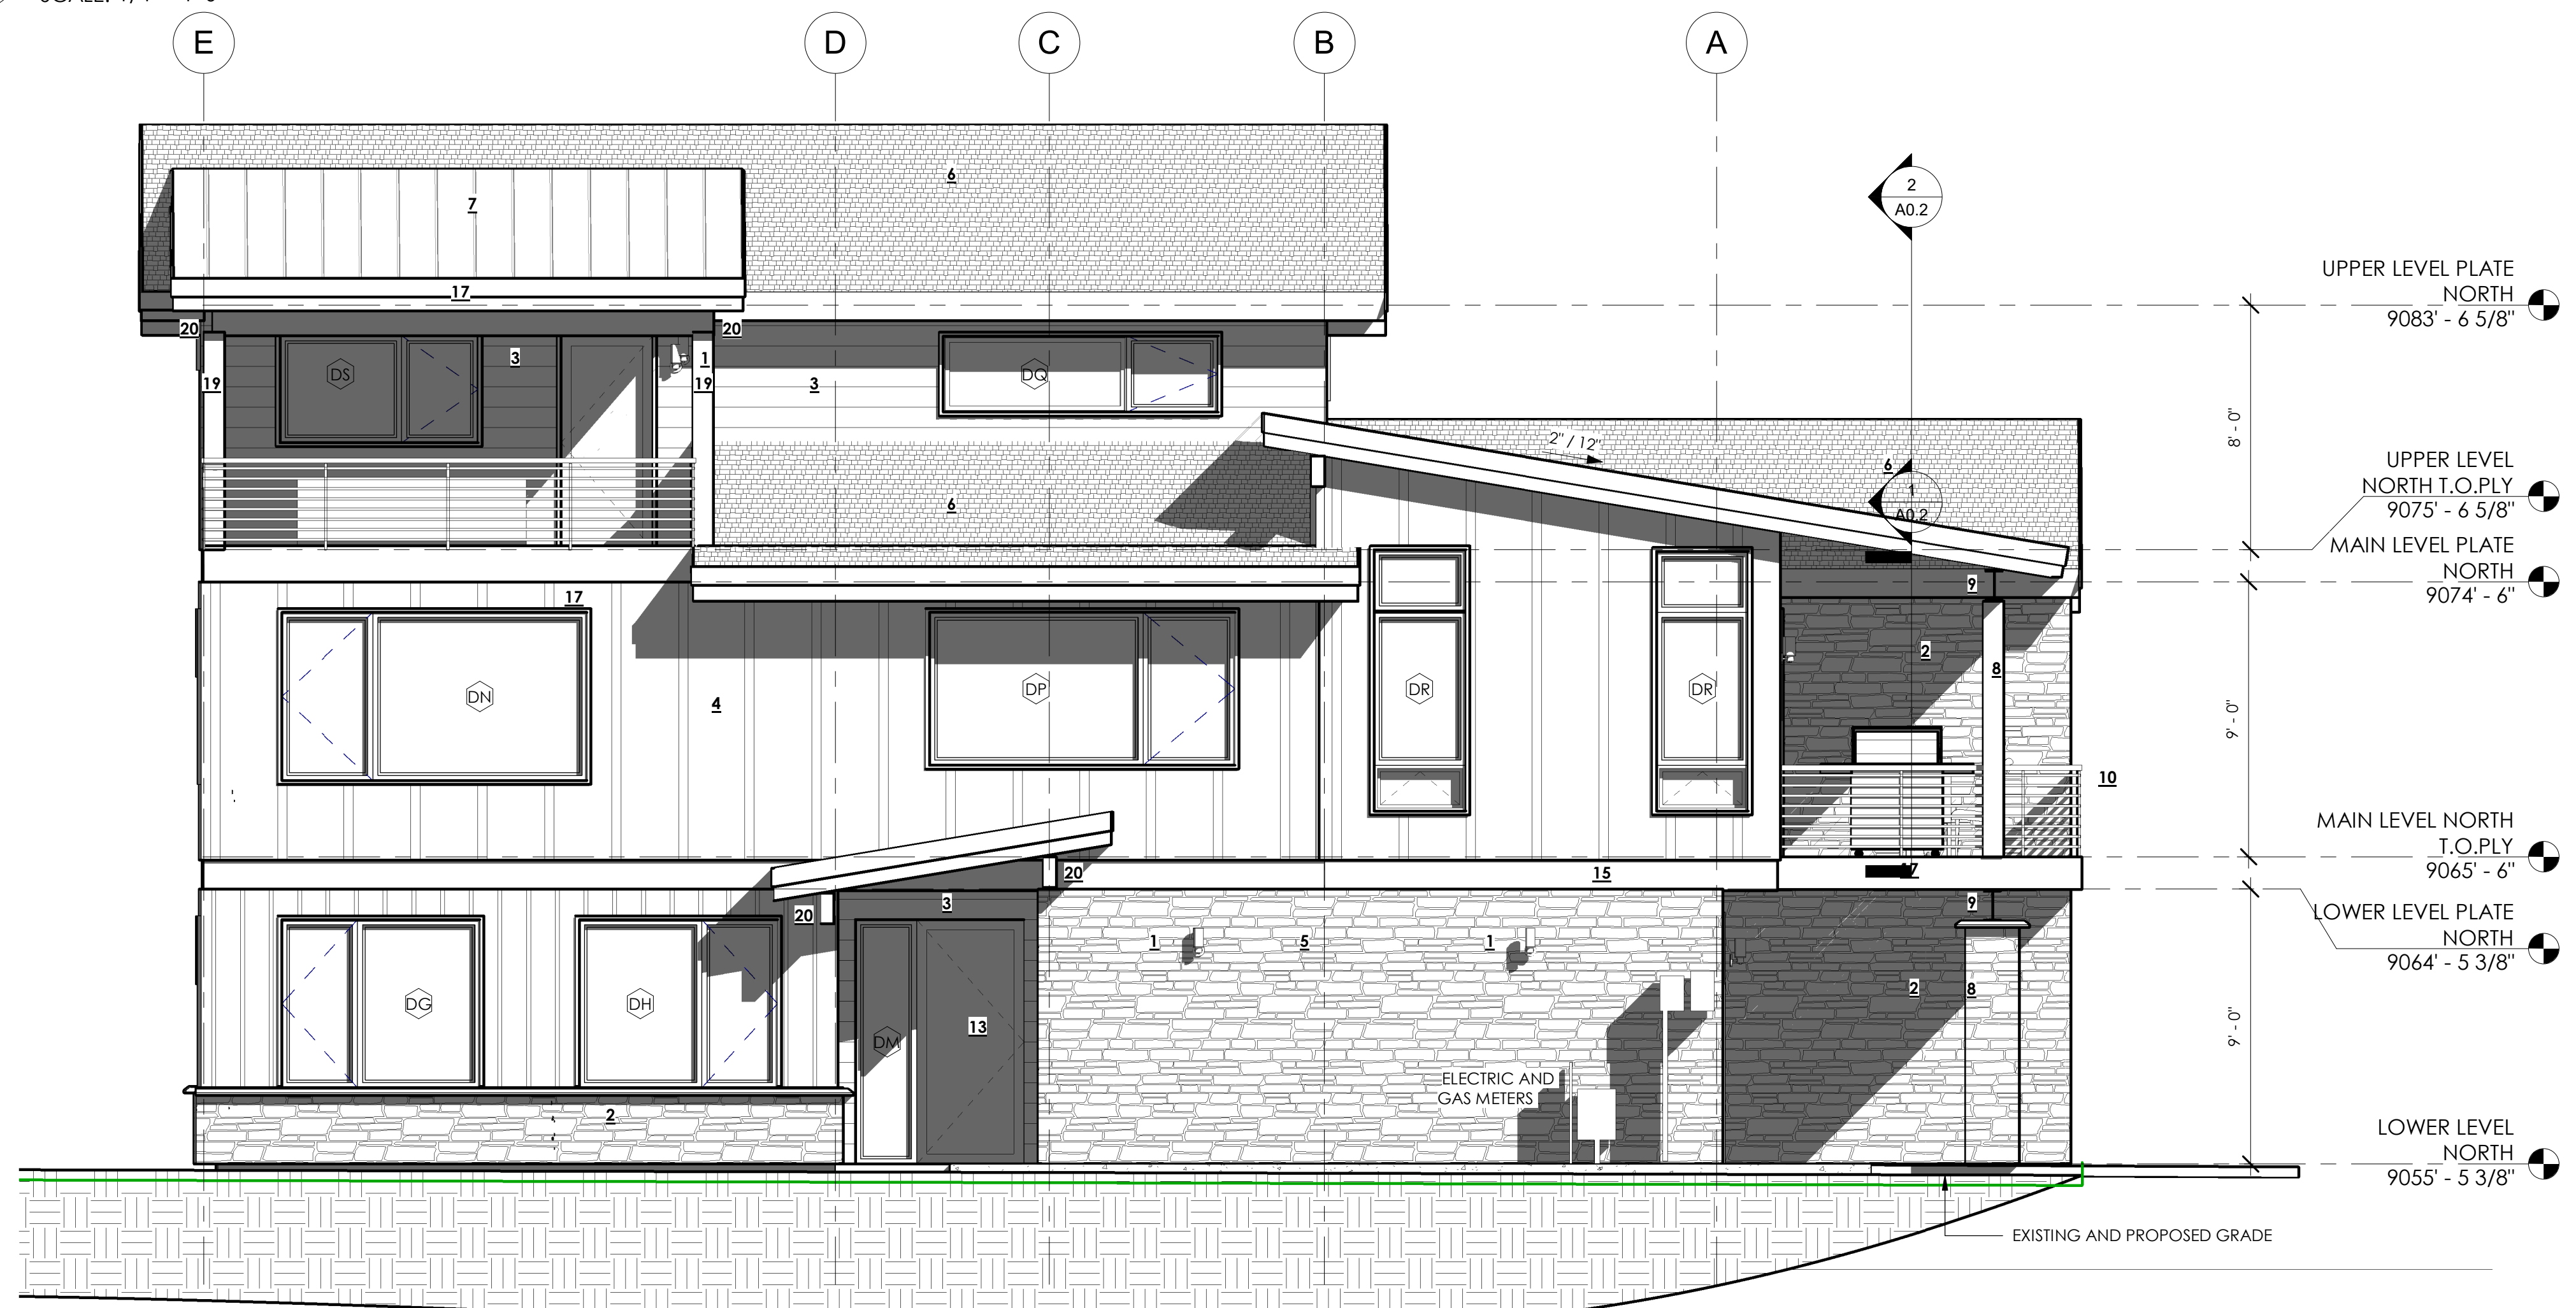 E
D
C
B
A
6
7
2
A0.2
UPPER LEVEL PLATE
NORTH
9083' - 6 5/8"
17
20
20
3
1
DS
DQ
19
19
3
8' - 0"
2" / 12"
6
UPPER LEVEL
NORTH T.O.PLY
9075' - 6 5/8"
1
A0.2
6
MAIN LEVEL PLATE
NORTH
9074' - 6"
9
17
2
8
DN
DP
DR
DR
4
9' - 0"
10
MAIN LEVEL NORTH
T.O.PLY
9065' - 6"
20
15
17
3
9
20
LOWER LEVEL PLATE
NORTH
9064' - 5 3/8"
1
5
1
2
8
DG
DH
13
DM
9' - 0"
ELECTRIC AND
GAS METERS
2
LOWER LEVEL
NORTH
9055' - 5 3/8"
EXISTING AND PROPOSED GRADE